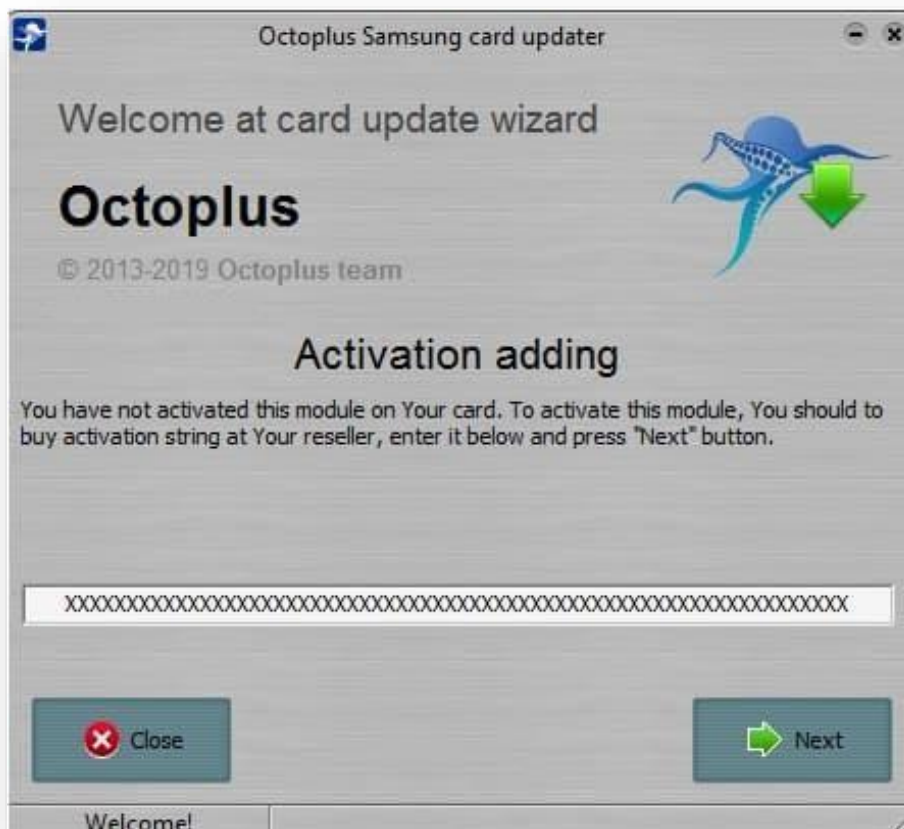 Octoplus Samsung card updater
Welcome at card update wizard
Octoplus
© 2013-2019 Octoplus team
Activation adding
You have not activated this module on Your card. To activate this module, You should to
buy activation string at Your reseller, enter it below and press "Next" button.
XXXXXXXXXXXXXXXXXXXXXXXXXXXXXXXXXXXXXXXXXXXXXXXXXXXXXXXXXXXXXXXX
Close
Next
Welcome!